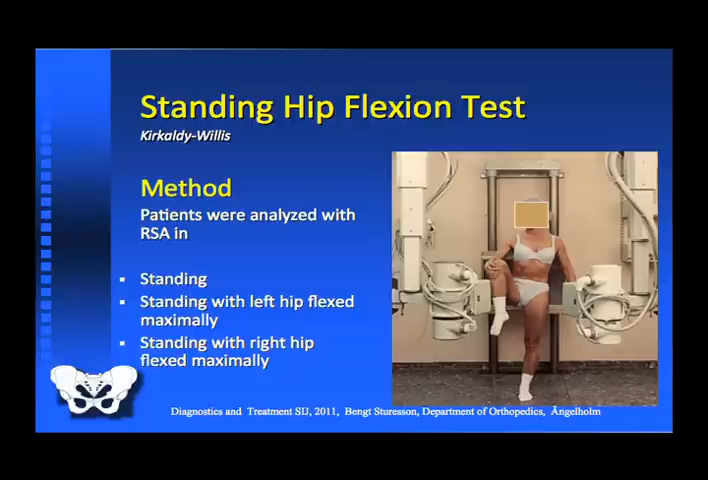 Standing Hip Flexion Test
Kirkaldy-Willis
Method
Patients were analyzed with
RSA in
Standing
Standing with left hip flexed
maximally
Standing with right hip
flexed maximally
Diagnostics and Treatment SIJ, 2011, Bengt Sturesson, Department of Orthopedics, Ängelholm